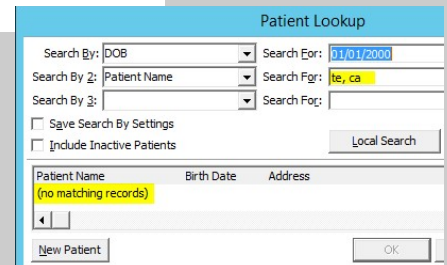 Patient Lookup
Search By: DOB Search For: 01/01/2000
Search By 2: Patient Name Search For: te, ca
Search By 3: Search For:
Save Search By Settings
Include Inactive Patients
Local Search
Patient Name Birth Date Address
(no matching records)
New Patient OK